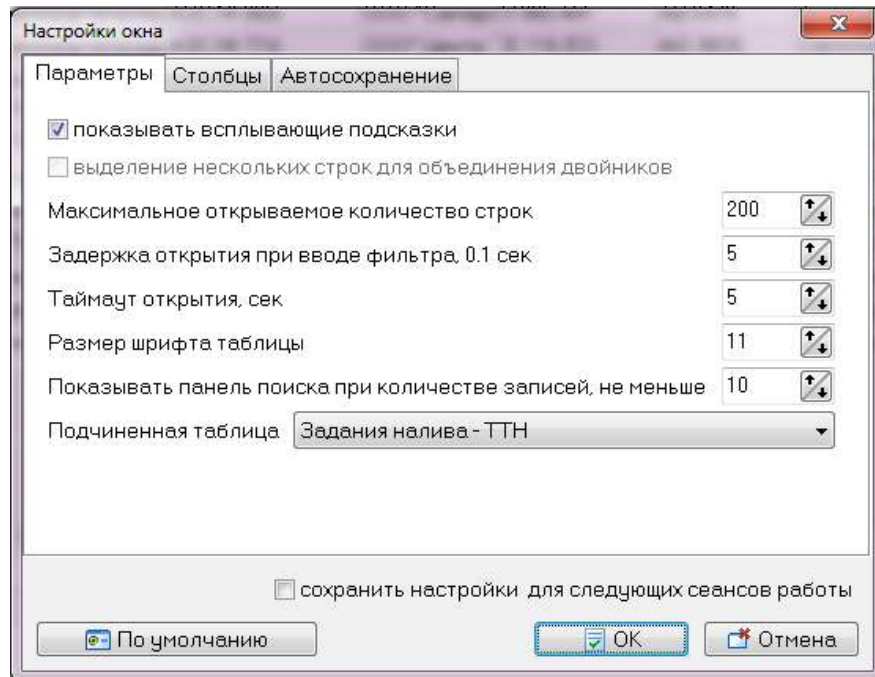 Настройки окна
Параметры Столбцы Автосохранение
показывать всплывающие подсказки
выделение нескольких строк для объединения двойников
Максимальное открываемое количество строк 200
Задержка открытия при вводе фильтра, 0.1 сек 5
Таймаут открытия, сек 5
Размер шрифта таблицы 11
Показывать панель поиска при количестве записей, не меньше 10
Подчиненная таблица Задания налива - ТТН
сохранить настройки для следующих сеансов работы
По умолчанию OK Отмена